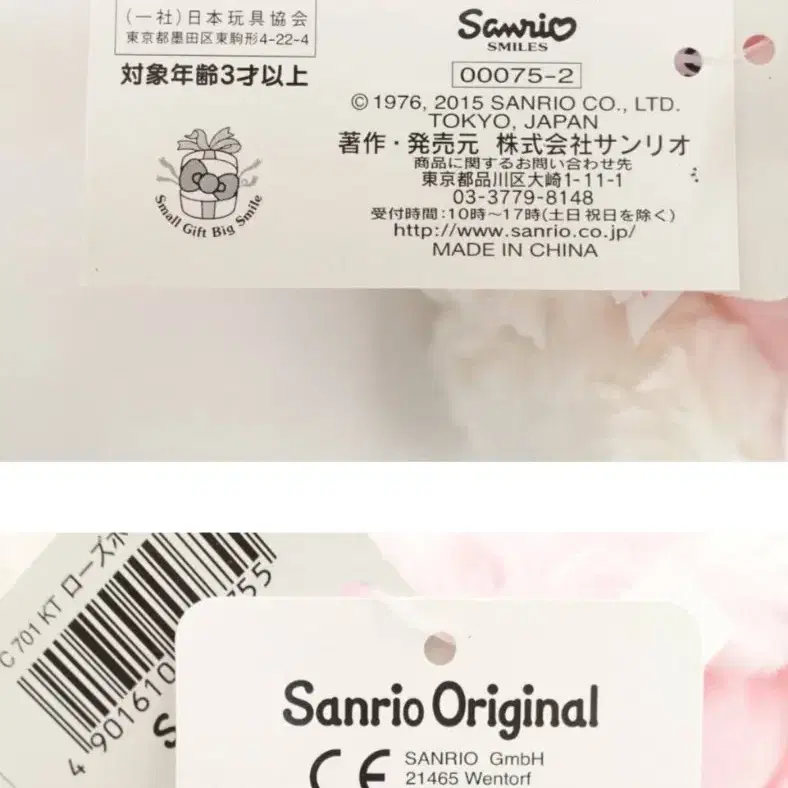 (一社)日本玩具協会
東京都墨田区東駒形4-22-4
対象年齢3才以上
Small Gift Big Smile
Sanrio
SMILES
00075-2
© 1976, 2015 SANRIO CO., LTD.
TOKYO, JAPAN
著作・発売元 株式会社サンリオ
商品に関するお問い合わせ先
東京都品川区大崎1-11-1
03-3779-8148
受付時間:10時〜17時(土日祝日を除く)
http://www.sanrio.co.jp/
MADE IN CHINA
C 701 KT ローズ
4 901610
755
Sanrio Original
CE
SANRIO GmbH
21465 Wentorf